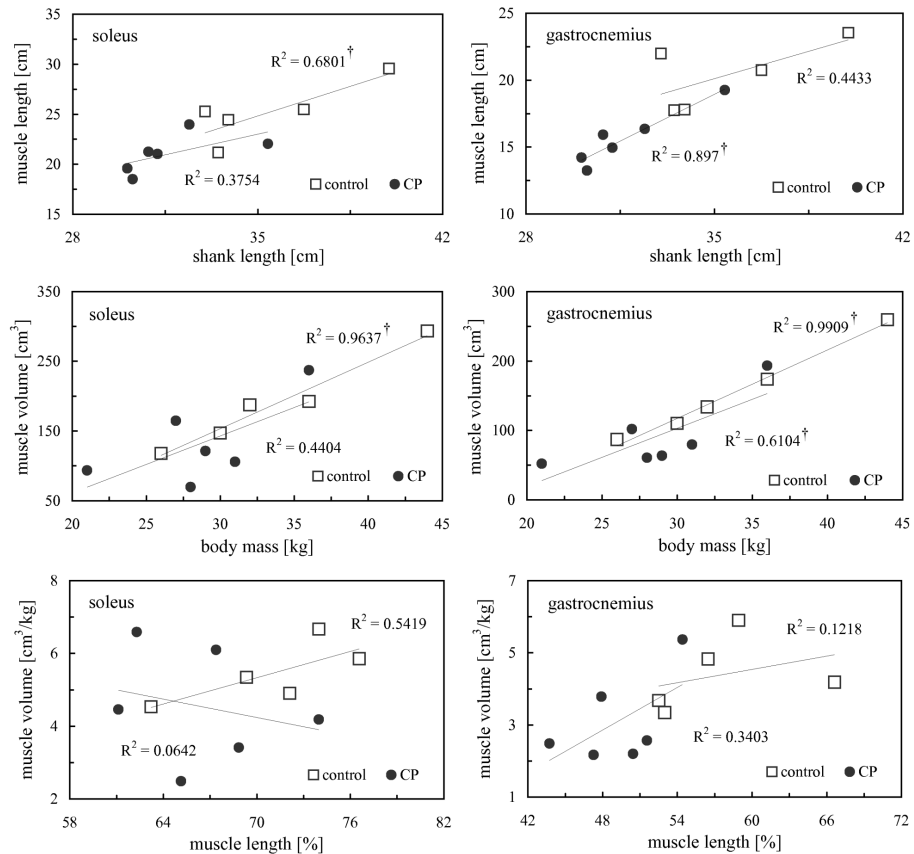 soleus
muscle length [cm]
35
30
25
20
15
R² = 0.6801†
R² = 0.3754
control
CP
28
35
42
shank length [cm]
gastrocnemius
muscle length [cm]
25
20
15
10
R² = 0.4433
R² = 0.897†
control
CP
28
35
42
shank length [cm]
soleus
muscle volume [cm³]
350
250
150
50
R² = 0.9637†
R² = 0.4404
control
CP
20
25
30
35
40
45
body mass [kg]
gastrocnemius
muscle volume [cm³]
300
200
100
0
R² = 0.9909†
R² = 0.6104†
control
CP
20
25
30
35
40
45
body mass [kg]
soleus
muscle volume [cm³/kg]
8
6
4
2
R² = 0.5419
R² = 0.0642
control
CP
58
64
70
76
82
muscle length [%]
gastrocnemius
muscle volume [cm³/kg]
7
5
3
1
R² = 0.1218
R² = 0.3403
control
CP
42
48
54
60
66
72
muscle length [%]